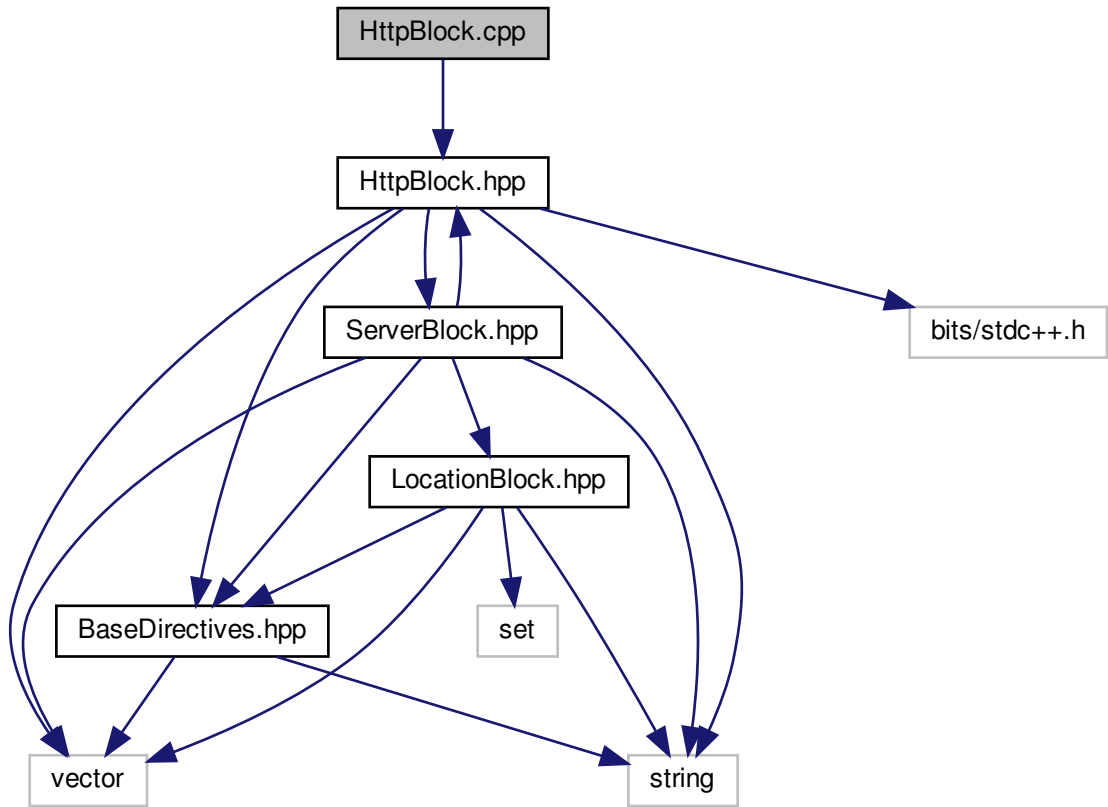 HttpBlock.cpp
HttpBlock.hpp
ServerBlock.hpp
bits/stdc++.h
LocationBlock.hpp
BaseDirectives.hpp
set
vector
string